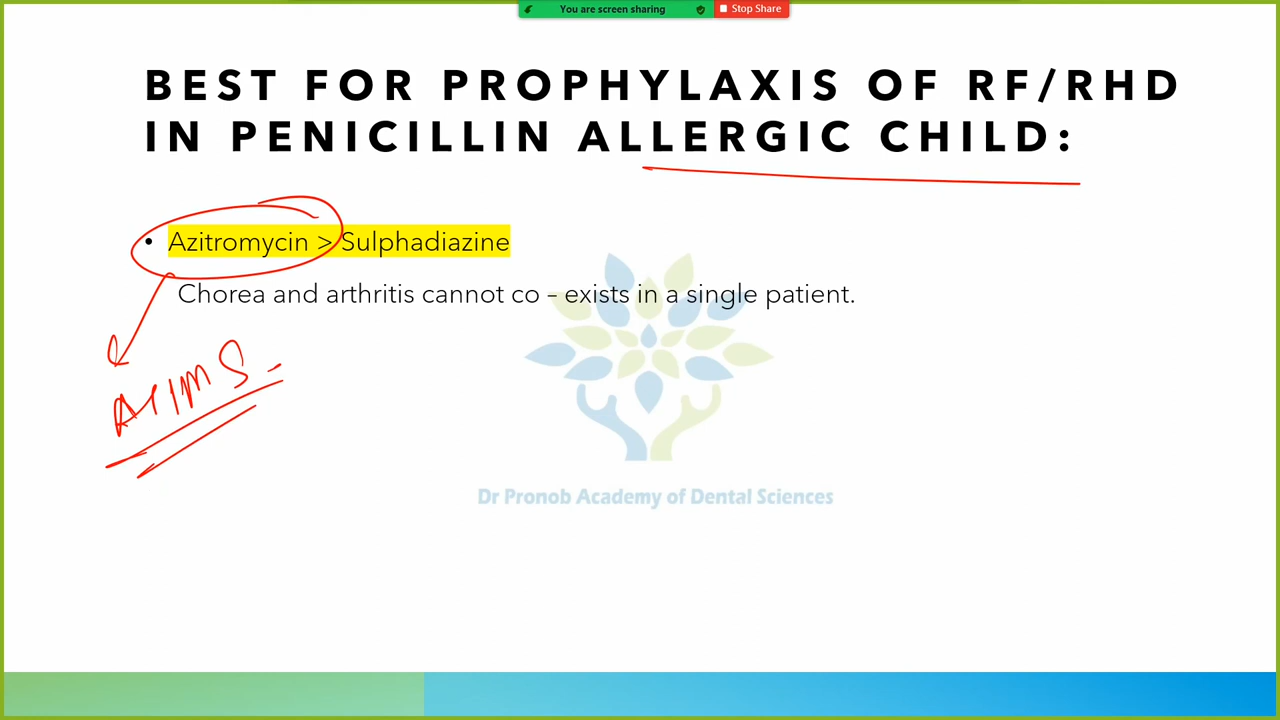 You are screen sharing
Stop Share
BEST FOR PROPHYLAXIS OF RF/RHD
IN PENICILLIN ALLERGIC CHILD:
• Azitromycin > Sulphadiazine
Chorea and arthritis cannot co – exists in a single patient.
AIIMS
Dr Pronob Academy of Dental Sciences